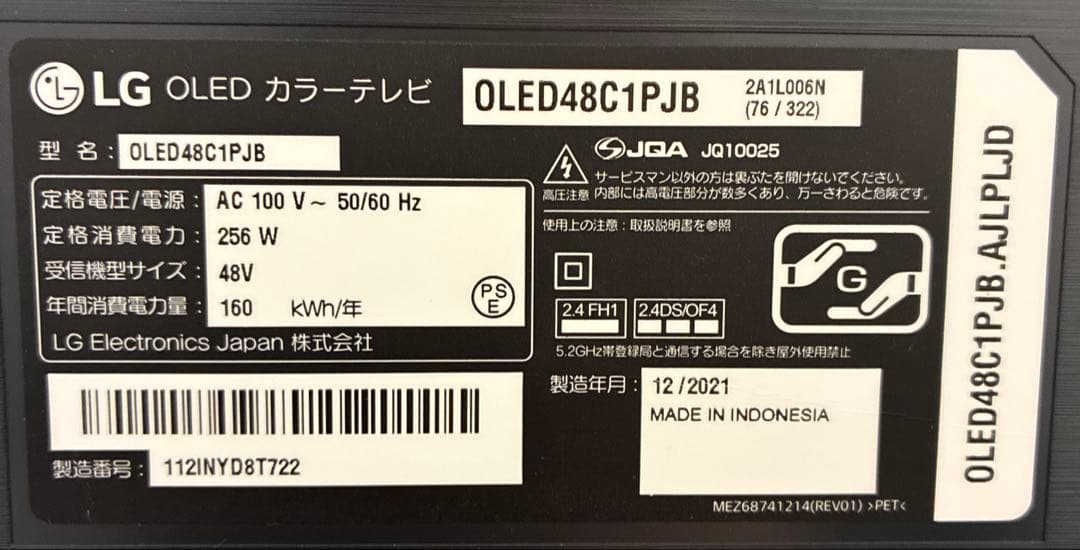 LG OLED カラーテレビ
OLED48C1PJB
2A1L006N
(76 / 322)
型 名 : OLED48C1PJB
定格電圧/電源 : AC 100 V～ 50/60 Hz
定格消費電力 : 256 W
受信機型サイズ : 48V
年間消費電力量 : 160 kWh/年
PS
E
LG Electronics Japan 株式会社
製造番号 : 112INYD8T722
JQA JQ10025
サービスマン以外の方は裏ぶたを開けないでください。
高圧注意 内部には高電圧部分が数多くあり、万一さわると危険です。
使用上の注意 : 取扱説明書を参照
G
2.4 FH1
2.4DS/OF4
5.2GHz帯登録局と通信する場合を除き屋外使用禁止
製造年月 : 12 / 2021
MADE IN INDONESIA
MEZ68741214(REV01) >PET<
OLED48C1PJB.AJLPLJD